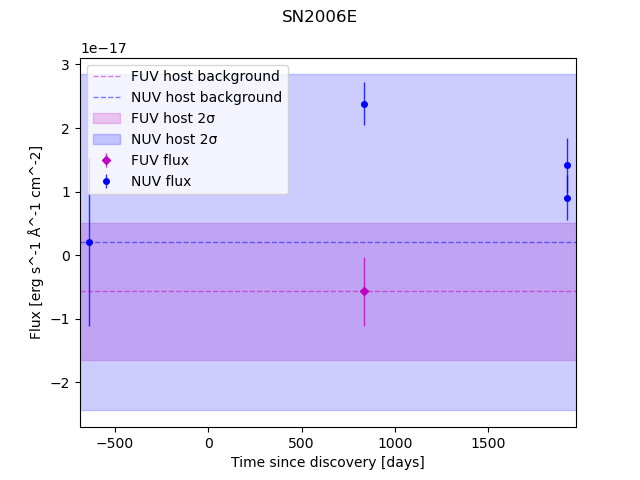 SN2006E
1e−17
FUV host background
NUV host background
FUV host 2σ
NUV host 2σ
FUV flux
NUV flux
3
2
1
0
−1
−2
Flux [erg s^-1 Å^-1 cm^-2]
−500
0
500
1000
1500
Time since discovery [days]